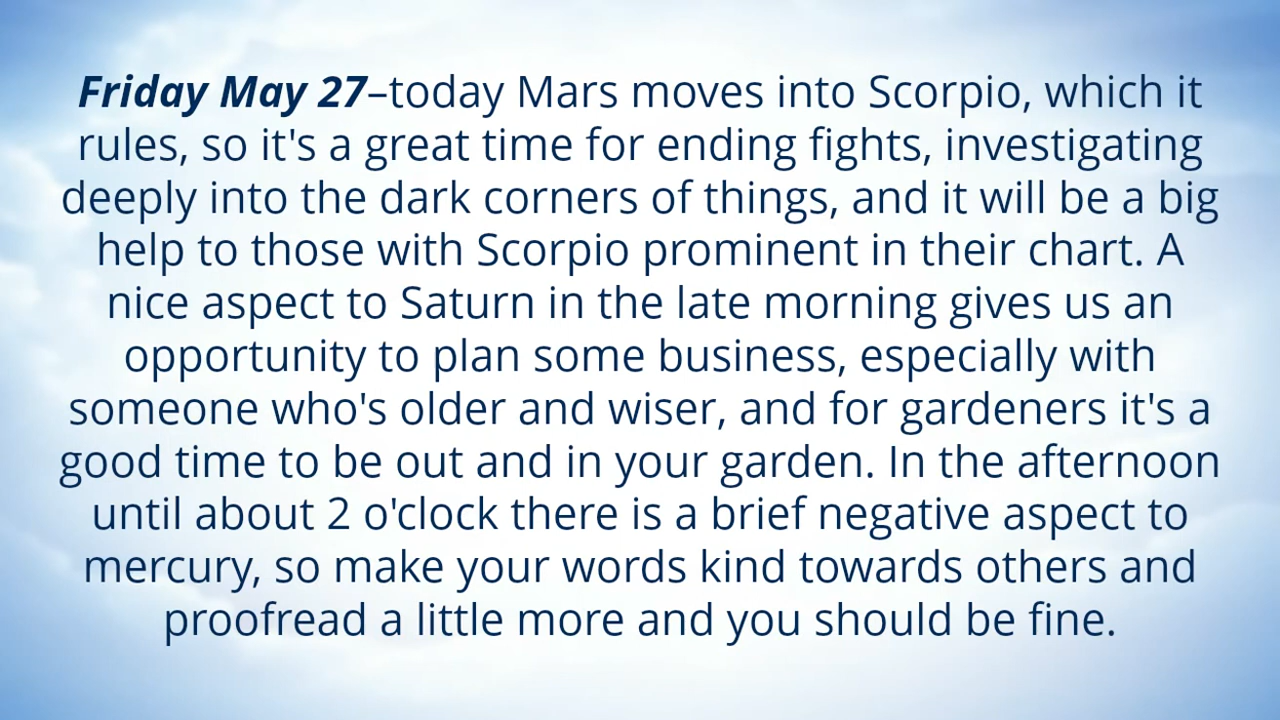 Friday May 27–today Mars moves into Scorpio, which it
rules, so it's a great time for ending fights, investigating
deeply into the dark corners of things, and it will be a big
help to those with Scorpio prominent in their chart. A
nice aspect to Saturn in the late morning gives us an
opportunity to plan some business, especially with
someone who's older and wiser, and for gardeners it's a
good time to be out and in your garden. In the afternoon
until about 2 o'clock there is a brief negative aspect to
mercury, so make your words kind towards others and
proofread a little more and you should be fine.